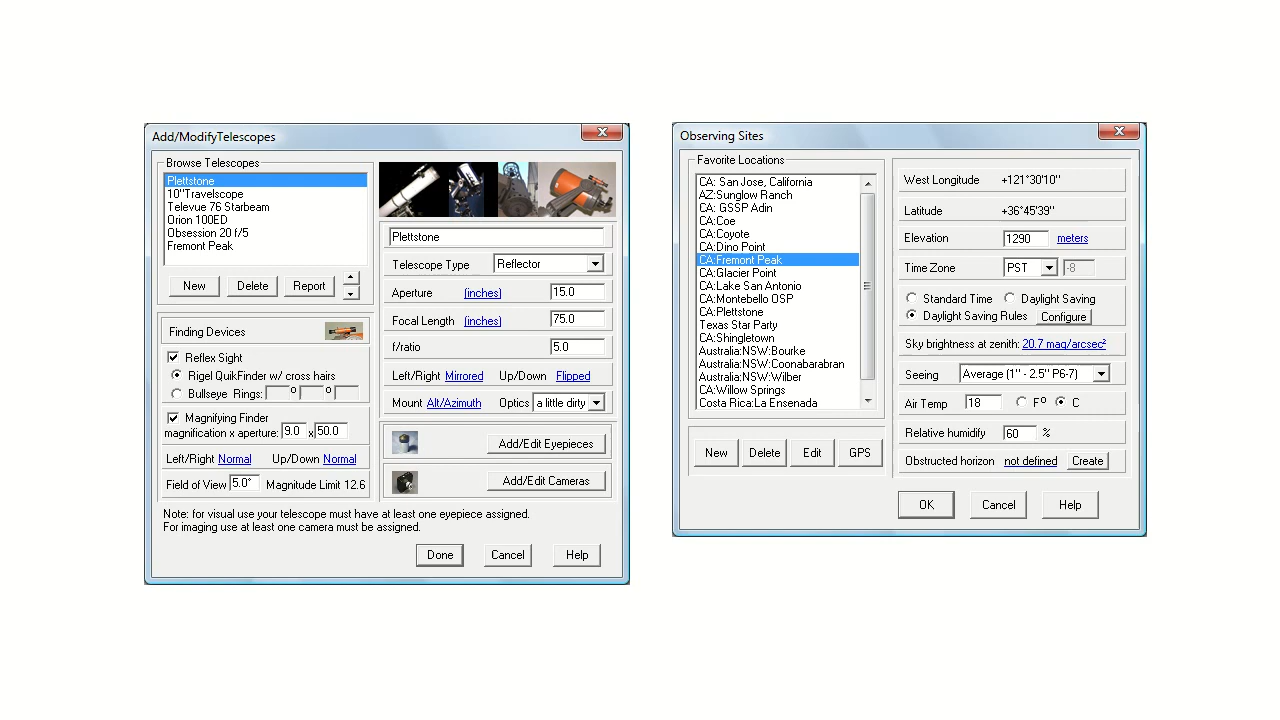 Add/ModifyTelescopes
Browse Telescopes
Plettstone
10"Travelscope
Televue 76 Starbeam
Orion 100ED
Obsession 20 f/5
Fremont Peak
New Delete Report
Finding Devices
Reflex Sight
Rigel QuikFinder w/ cross hairs
Bullseye Rings: o o
Magnifying Finder
magnification x aperture: 9.0 x 50.0
Left/Right Normal Up/Down Normal
Field of View 5.0° Magnitude Limit 12.6
Plettstone
Telescope Type Reflector
Aperture (inches) 15.0
Focal Length (inches) 75.0
f/ratio 5.0
Left/Right Mirrored Up/Down Flipped
Mount Alt/Azimuth Optics a little dirty
Add/Edit Eyepieces
Add/Edit Cameras
Note: for visual use your telescope must have at least one eyepiece assigned.
For imaging use at least one camera must be assigned.
Done Cancel Help
Observing Sites
Favorite Locations
CA: San Jose, California
AZ:Sunglow Ranch
CA: GSSP Adin
CA:Coe
CA:Coyote
CA:Dino Point
CA:Fremont Peak
CA:Glacier Point
CA:Lake San Antonio
CA:Montebello OSP
CA:Plettstone
Texas Star Party
CA:Shingletown
Australia:NSW:Bourke
Australia:NSW:Coonabarabran
Australia:NSW:Wilber
CA:Willow Springs
Costa Rica:La Ensenada
New Delete Edit GPS
West Longitude +121°30'10"
Latitude +36°45'39"
Elevation 1290 meters
Time Zone PST -8
Standard Time Daylight Saving
Daylight Saving Rules Configure
Sky brightness at zenith: 20.7 mag/arcsec²
Seeing Average (1" - 2.5" P6-7)
Air Temp 18 F° C
Relative humidify 60 %
Obstructed horizon not defined Create
OK Cancel Help